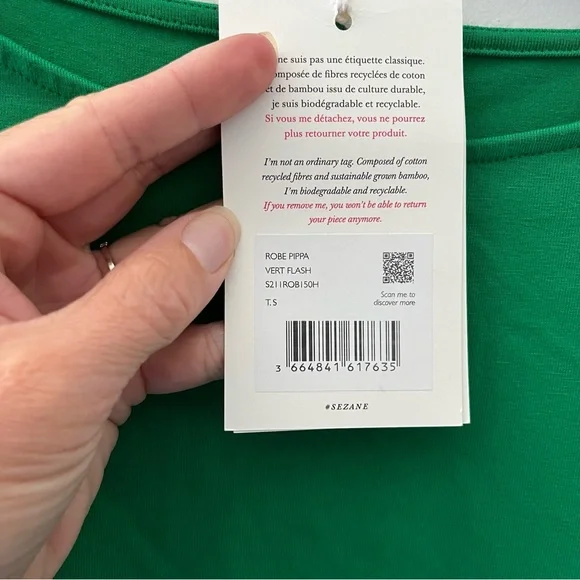 ne suis pas une étiquette classique.
omposée de fibres recyclées de coton
et de bambou issu de culture durable,
je suis biodégradable et recyclable.
Si vous me détachez, vous ne pourrez
plus retourner votre produit.
I'm not an ordinary tag. Composed of cotton
recycled fibres and sustainable grown bamboo,
I'm biodegradable and recyclable.
If you remove me, you won't be able to return
your piece anymore.
ROBE PIPPA
VERT FLASH
S211ROB150H
T. S
Scan me to
discover more
3 664841 617635
#SEZANE